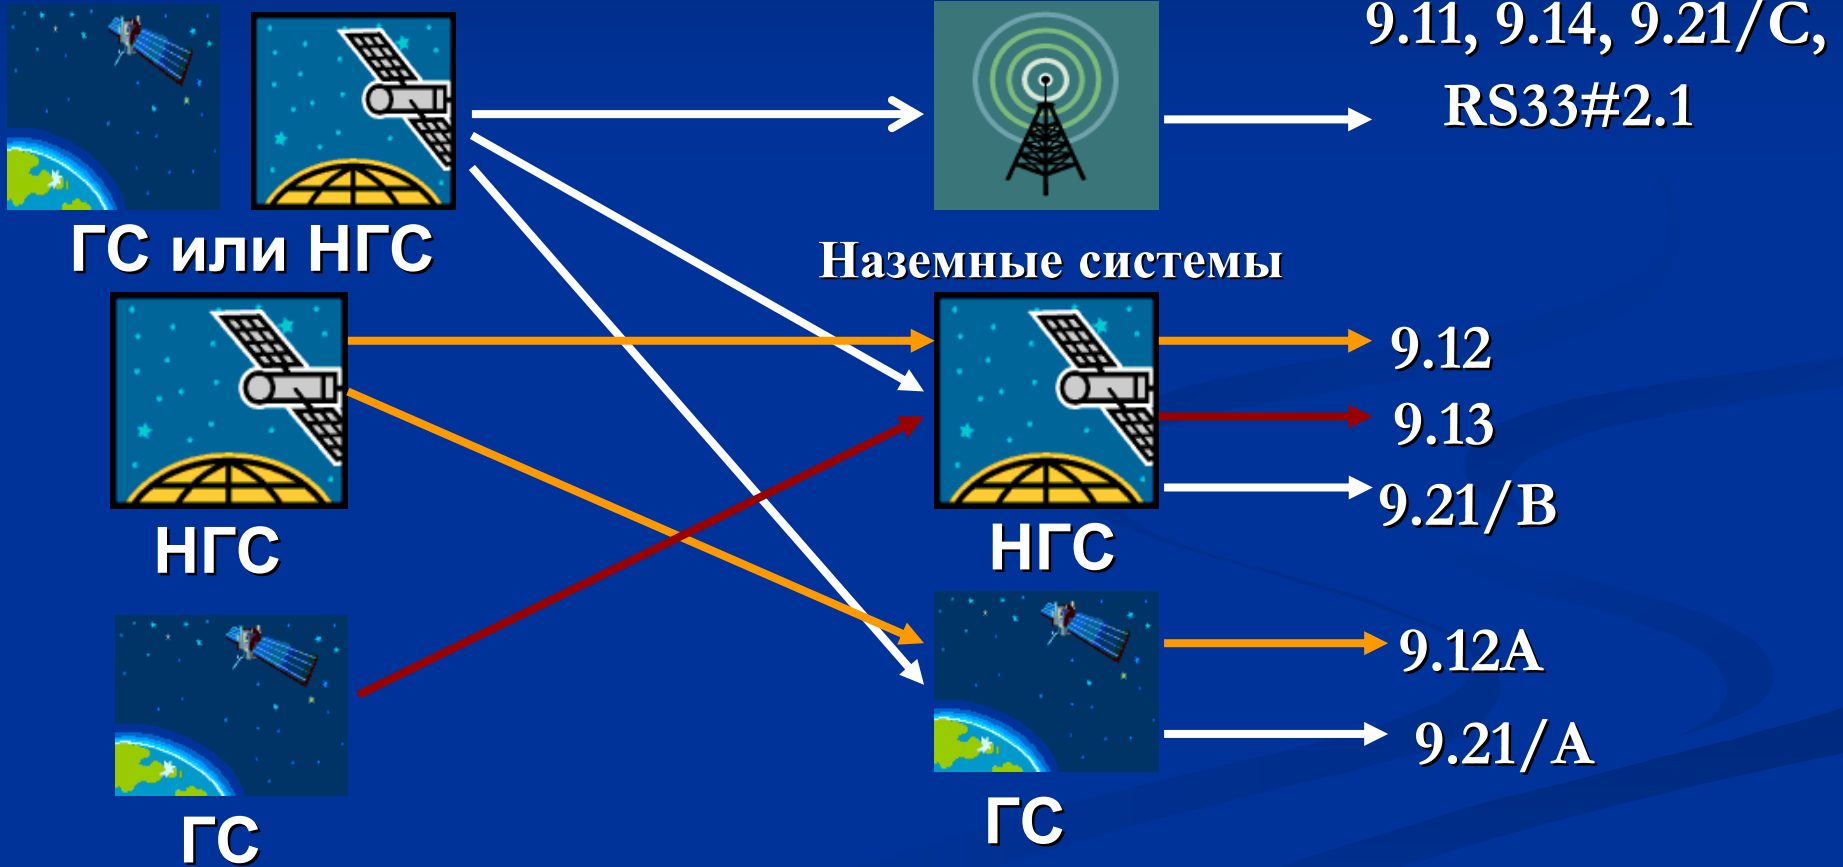 9.11, 9.14, 9.21/C,
RS33#2.1
ГС или НГС
Наземные системы
9.12
9.13
9.21/B
НГС
НГС
9.12A
9.21/A
ГС
ГС